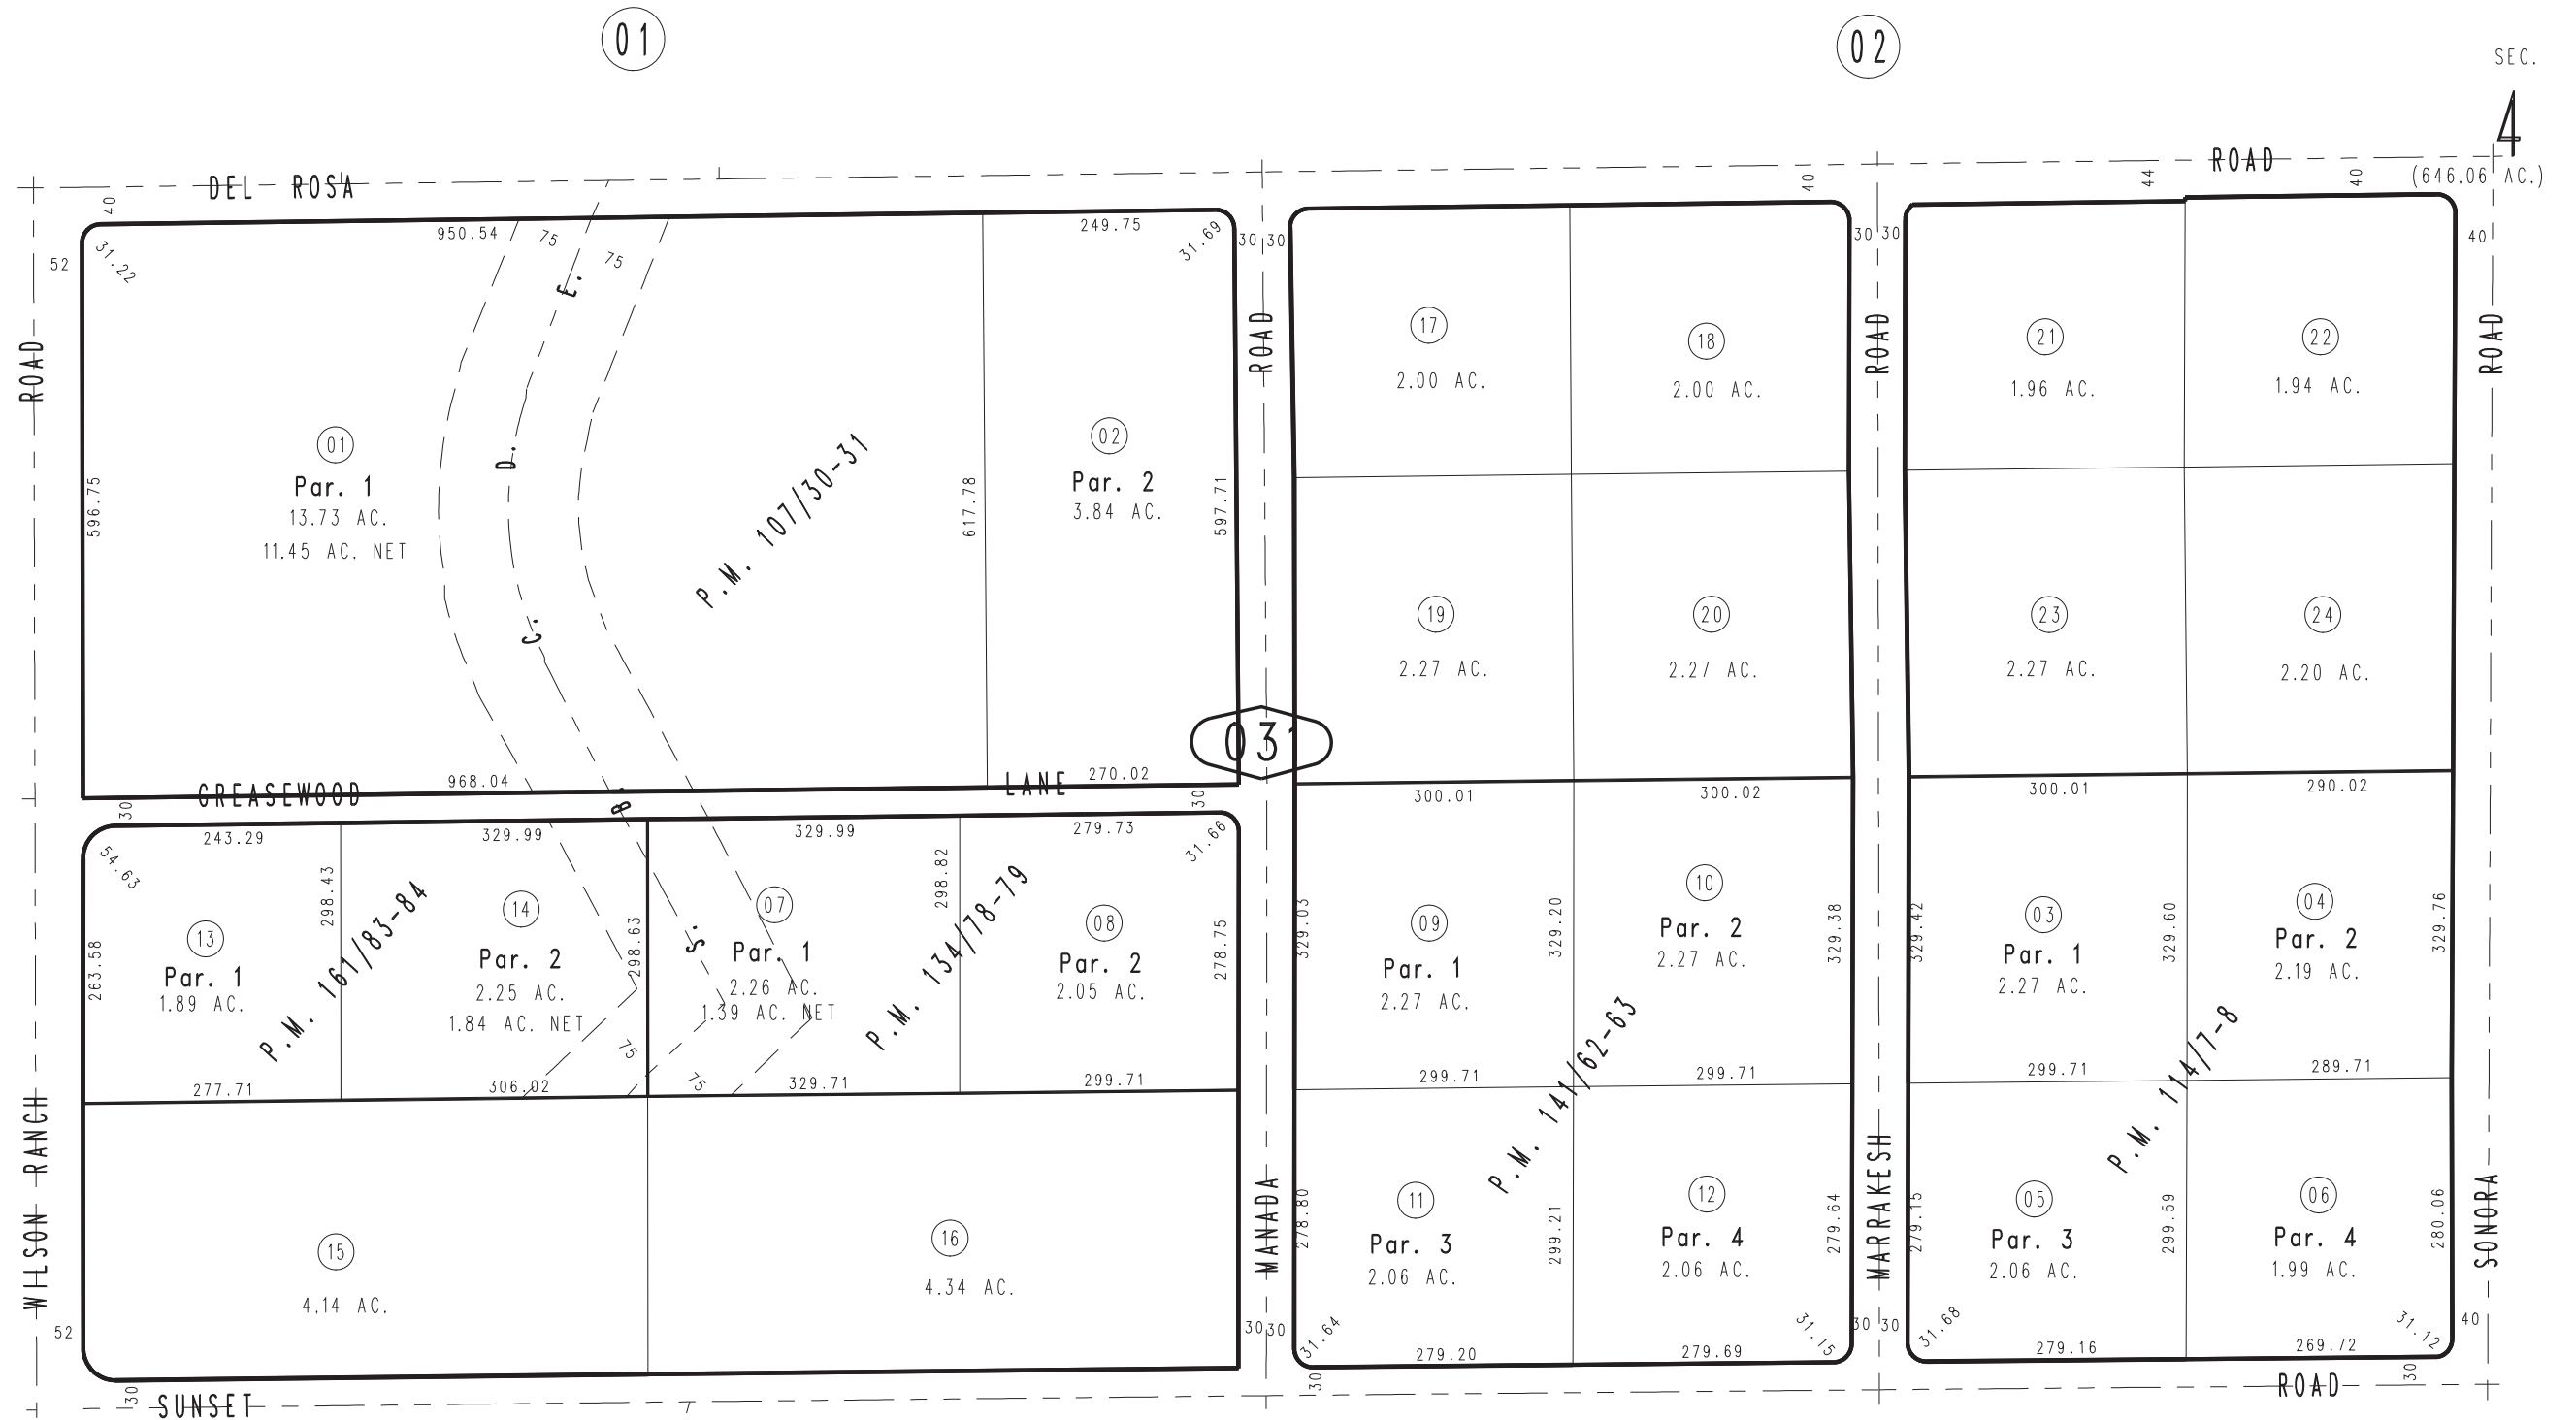 01
02
SEC.
4
(646.06 AC.)
DEL ROSA
ROAD
40
40
44
40
52
31.22
950.54
75
75
249.75
31.69
30
30
30
30
40
ROAD
ROAD
ROAD
ROAD
E.
D.
C.
B.
S.
01
Par. 1
13.73 AC.
11.45 AC. NET
596.75
P.M. 107/30-31
617.78
02
Par. 2
3.84 AC.
597.71
17
2.00 AC.
18
2.00 AC.
21
1.96 AC.
22
1.94 AC.
19
2.27 AC.
20
2.27 AC.
23
2.27 AC.
24
2.20 AC.
031
968.04
270.02
GREASEWOOD
LANE
30
30
243.29
329.99
329.99
279.73
31.66
54.63
263.58
13
Par. 1
1.89 AC.
298.43
P.M. 161/83-84
14
Par. 2
2.25 AC.
1.84 AC. NET
298.63
07
Par. 1
2.26 AC.
1.39 AC. NET
298.82
P.M. 134/78-79
08
Par. 2
2.05 AC.
278.75
75
75
277.71
306.02
329.71
299.71
300.01
300.02
300.01
290.02
329.03
09
Par. 1
2.27 AC.
329.20
10
Par. 2
2.27 AC.
329.38
329.42
03
Par. 1
2.27 AC.
329.60
04
Par. 2
2.19 AC.
329.76
299.71
299.71
299.71
289.71
P.M. 141/62-63
P.M. 114/7-8
WILSON RANCH
15
4.14 AC.
16
4.34 AC.
MANADA
278.80
11
Par. 3
2.06 AC.
299.21
12
Par. 4
2.06 AC.
279.64
MARRAKESH
279.15
05
Par. 3
2.06 AC.
299.59
06
Par. 4
1.99 AC.
280.06
SONORA
52
30
30
31.64
31.15
30
30
31.68
31.12
40
279.20
279.69
279.16
269.72
30
30
30
SUNSET
ROAD